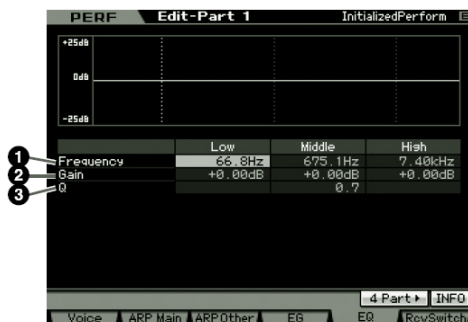 PERF Edit-Part 1 InitializedPerform
+25dB
0dB
-25dB
Low Middle High
1 Frequency 66.8Hz 675.1Hz 7.40kHz
2 Gain +0.00dB +0.00dB +0.00dB
3 Q 0.7
4 Part INFO
Voice ARP Main ARP Other EG EQ RcvSwitch